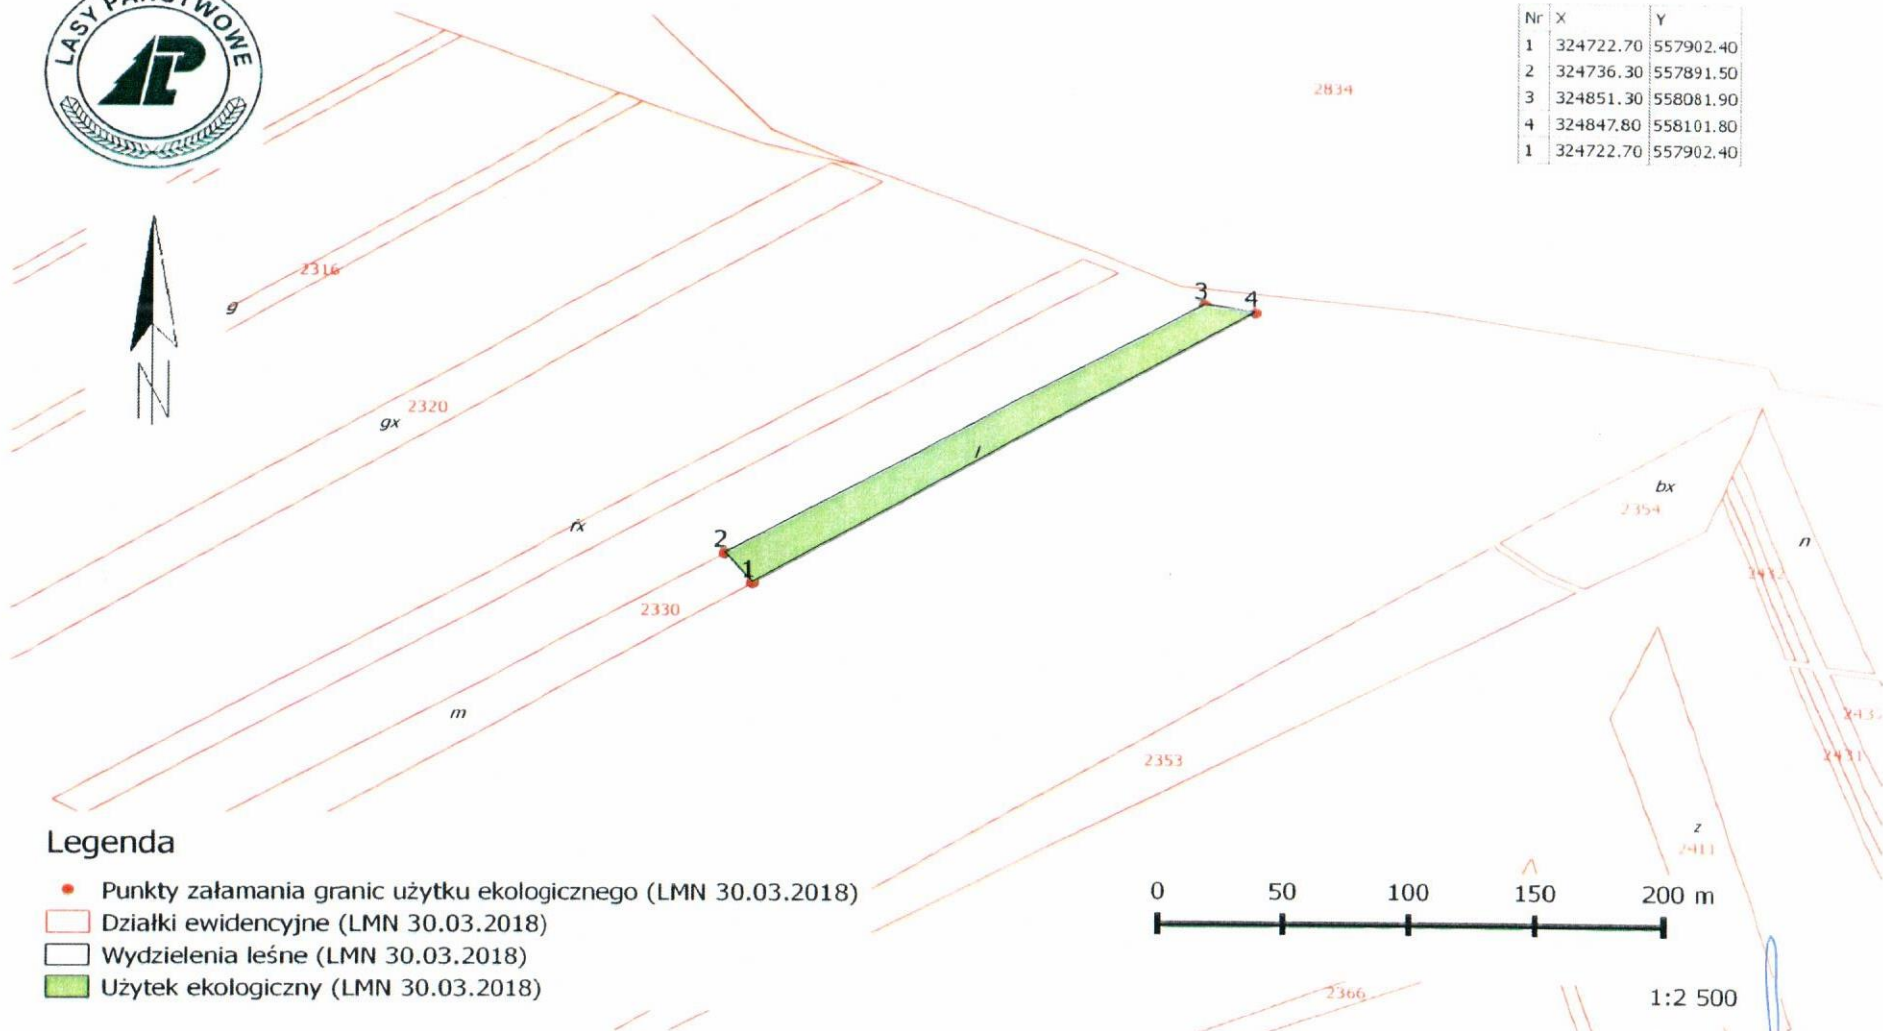 LASY PAŃSTWOWE
LP
Nr X Y
1 324722.70 557902.40
2 324736.30 557891.50
3 324851.30 558081.90
4 324847.80 558101.80
1 324722.70 557902.40
2834
2316
g
N
3
4
2320
gx
l
bx
2354
rx
n
2
1
2432
2330
m
2353
2431
z
2411
Legenda
Punkty załamania granic użytku ekologicznego (LMN 30.03.2018)
Działki ewidencyjne (LMN 30.03.2018)
Wydzielenia leśne (LMN 30.03.2018)
Użytek ekologiczny (LMN 30.03.2018)
0 50 100 150 200 m
2366
1:2 500